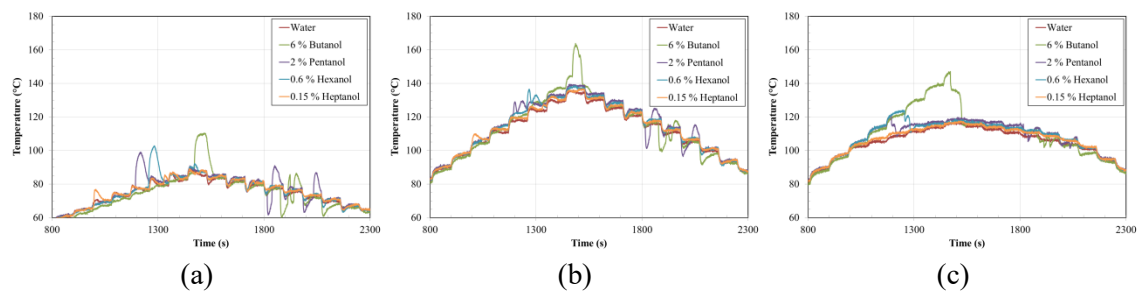 180
160
140
120
100
80
60
Temperature (°C)
800
1300
1800
2300
Time (s)
Water
6 % Butanol
2 % Pentanol
0.6 % Hexanol
0.15 % Heptanol
(a)
180
160
140
120
100
80
60
Temperature (°C)
800
1300
1800
2300
Time (s)
Water
6 % Butanol
2 % Pentanol
0.6 % Hexanol
0.15 % Heptanol
(b)
180
160
140
120
100
80
60
Temperature (°C)
800
1300
1800
2300
Time (s)
Water
6 % Butanol
2 % Pentanol
0.6 % Hexanol
0.15 % Heptanol
(c)